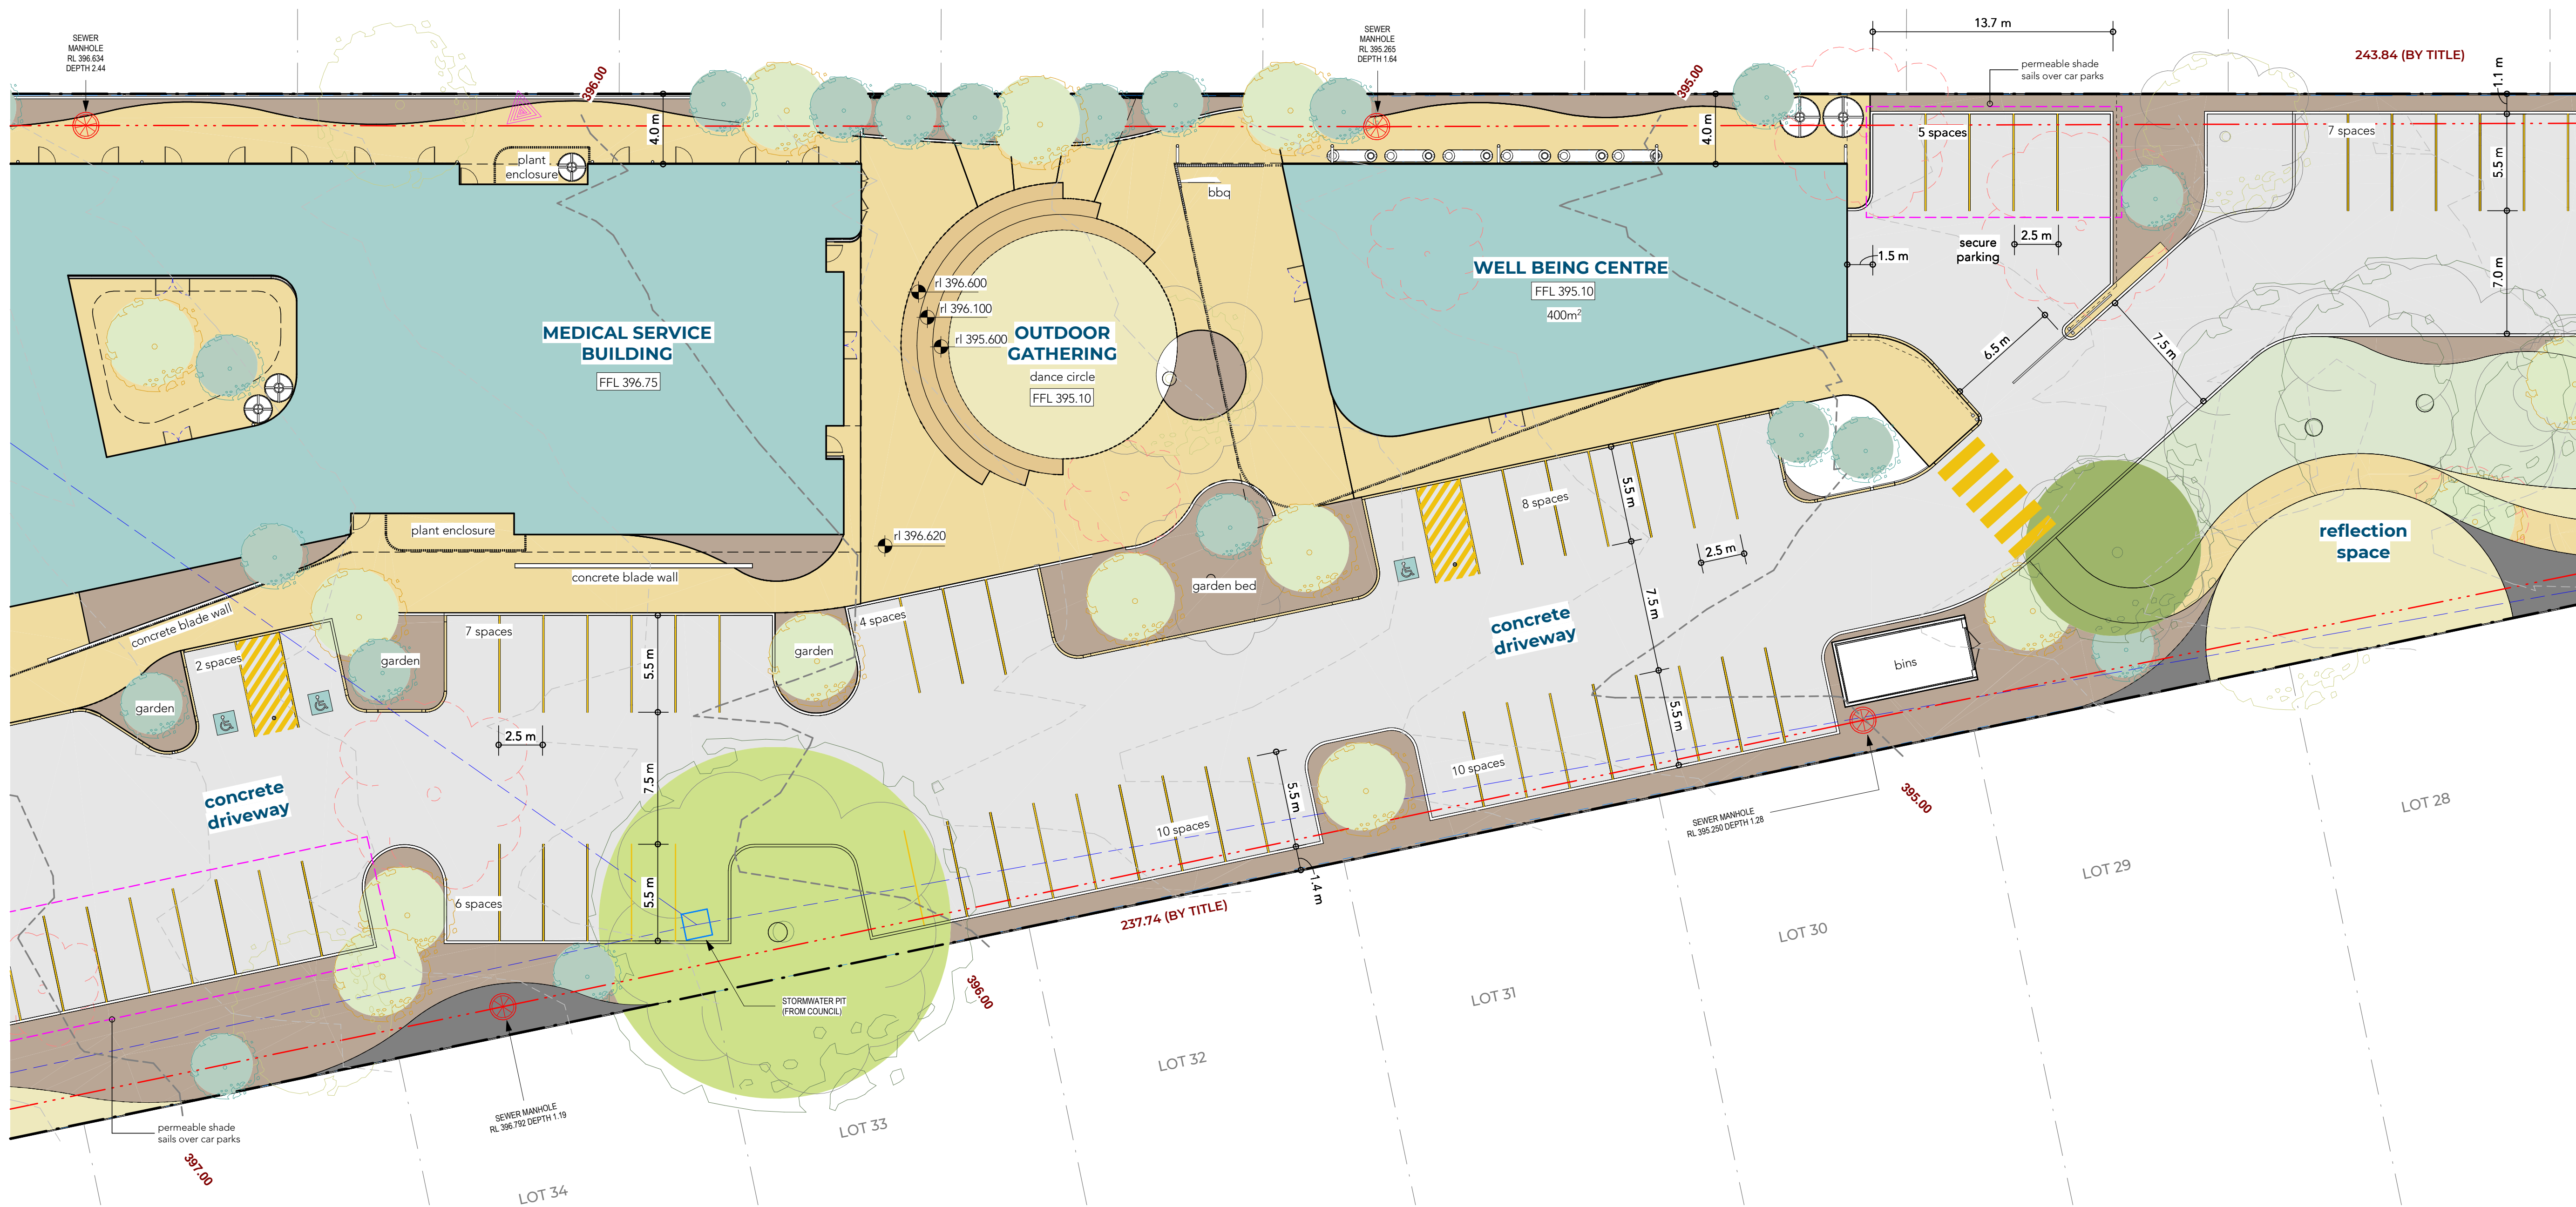 SEWER
MANHOLE
RL 396.634
DEPTH 2.44
396.00
4.0 m
plant
enclosure
SEWER
MANHOLE
RL 395.265
DEPTH 1.64
395.00
4.0 m
13.7 m
permeable shade
sails over car parks
243.84 (BY TITLE)
1.1 m
5 spaces
7 spaces
5.5 m
bbq
2.5 m
secure
parking
1.5 m
7.0 m
MEDICAL SERVICE
BUILDING
FFL 396.75
rl 396.600
rl 396.100
rl 395.600
OUTDOOR
GATHERING
dance circle
FFL 395.10
WELL BEING CENTRE
FFL 395.10
400m²
6.5 m
7.5 m
plant enclosure
rl 396.620
concrete blade wall
concrete blade wall
garden bed
8 spaces
5.5 m
2.5 m
reflection
space
2 spaces
garden
garden
7 spaces
5.5 m
garden
4 spaces
7.5 m
concrete
driveway
bins
2.5 m
concrete
driveway
7.5 m
5.5 m
10 spaces
5.5 m
10 spaces
SEWER MANHOLE
RL 395.250 DEPTH 1.28
395.00
LOT 28
LOT 29
6 spaces
5.5 m
1.4 m
237.74 (BY TITLE)
LOT 30
LOT 31
396.00
STORMWATER PIT
(FROM COUNCIL)
LOT 32
SEWER MANHOLE
RL 396.792 DEPTH 1.19
LOT 33
permeable shade
sails over car parks
397.00
LOT 34